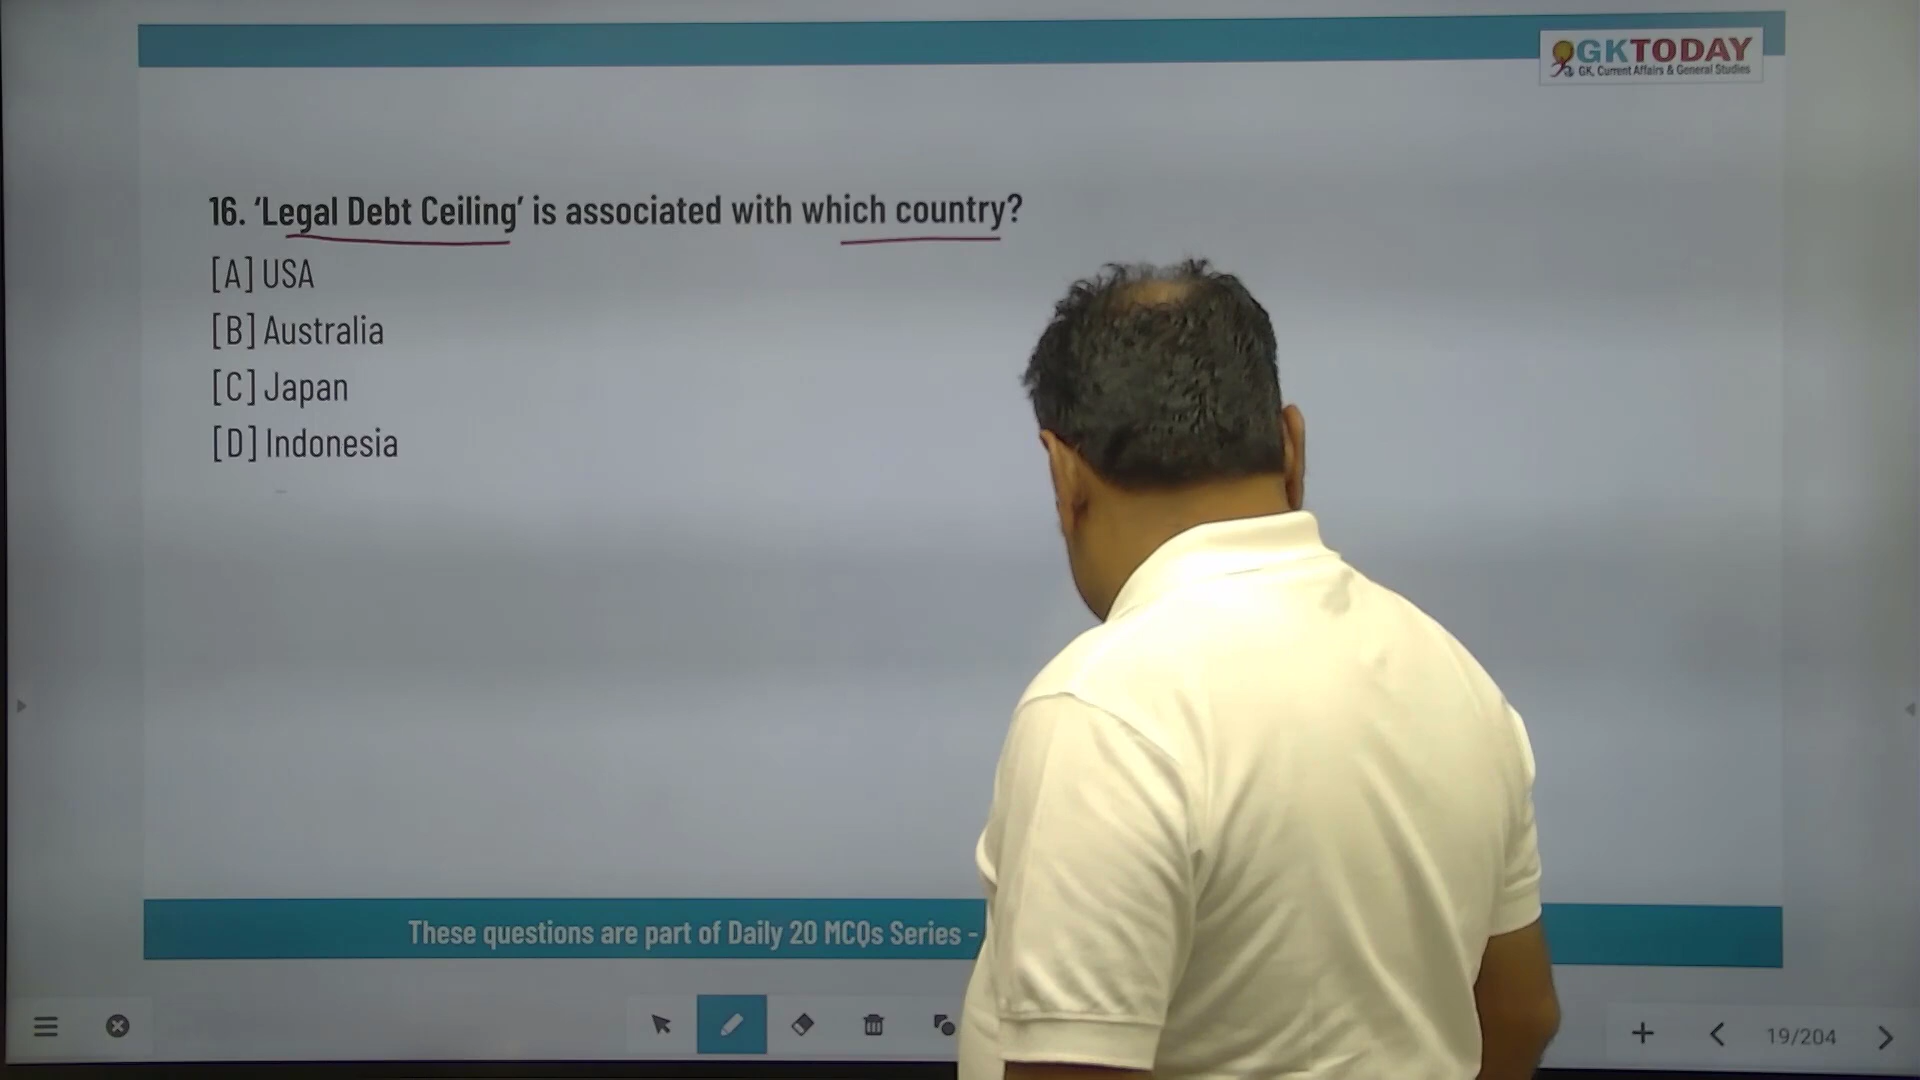 GKTODAY
GK, Current Affairs & General Studies
16. ‘Legal Debt Ceiling’ is associated with which country?
[A] USA
[B] Australia
[C] Japan
[D] Indonesia
These questions are part of Daily 20 MCQs Series -
19/204